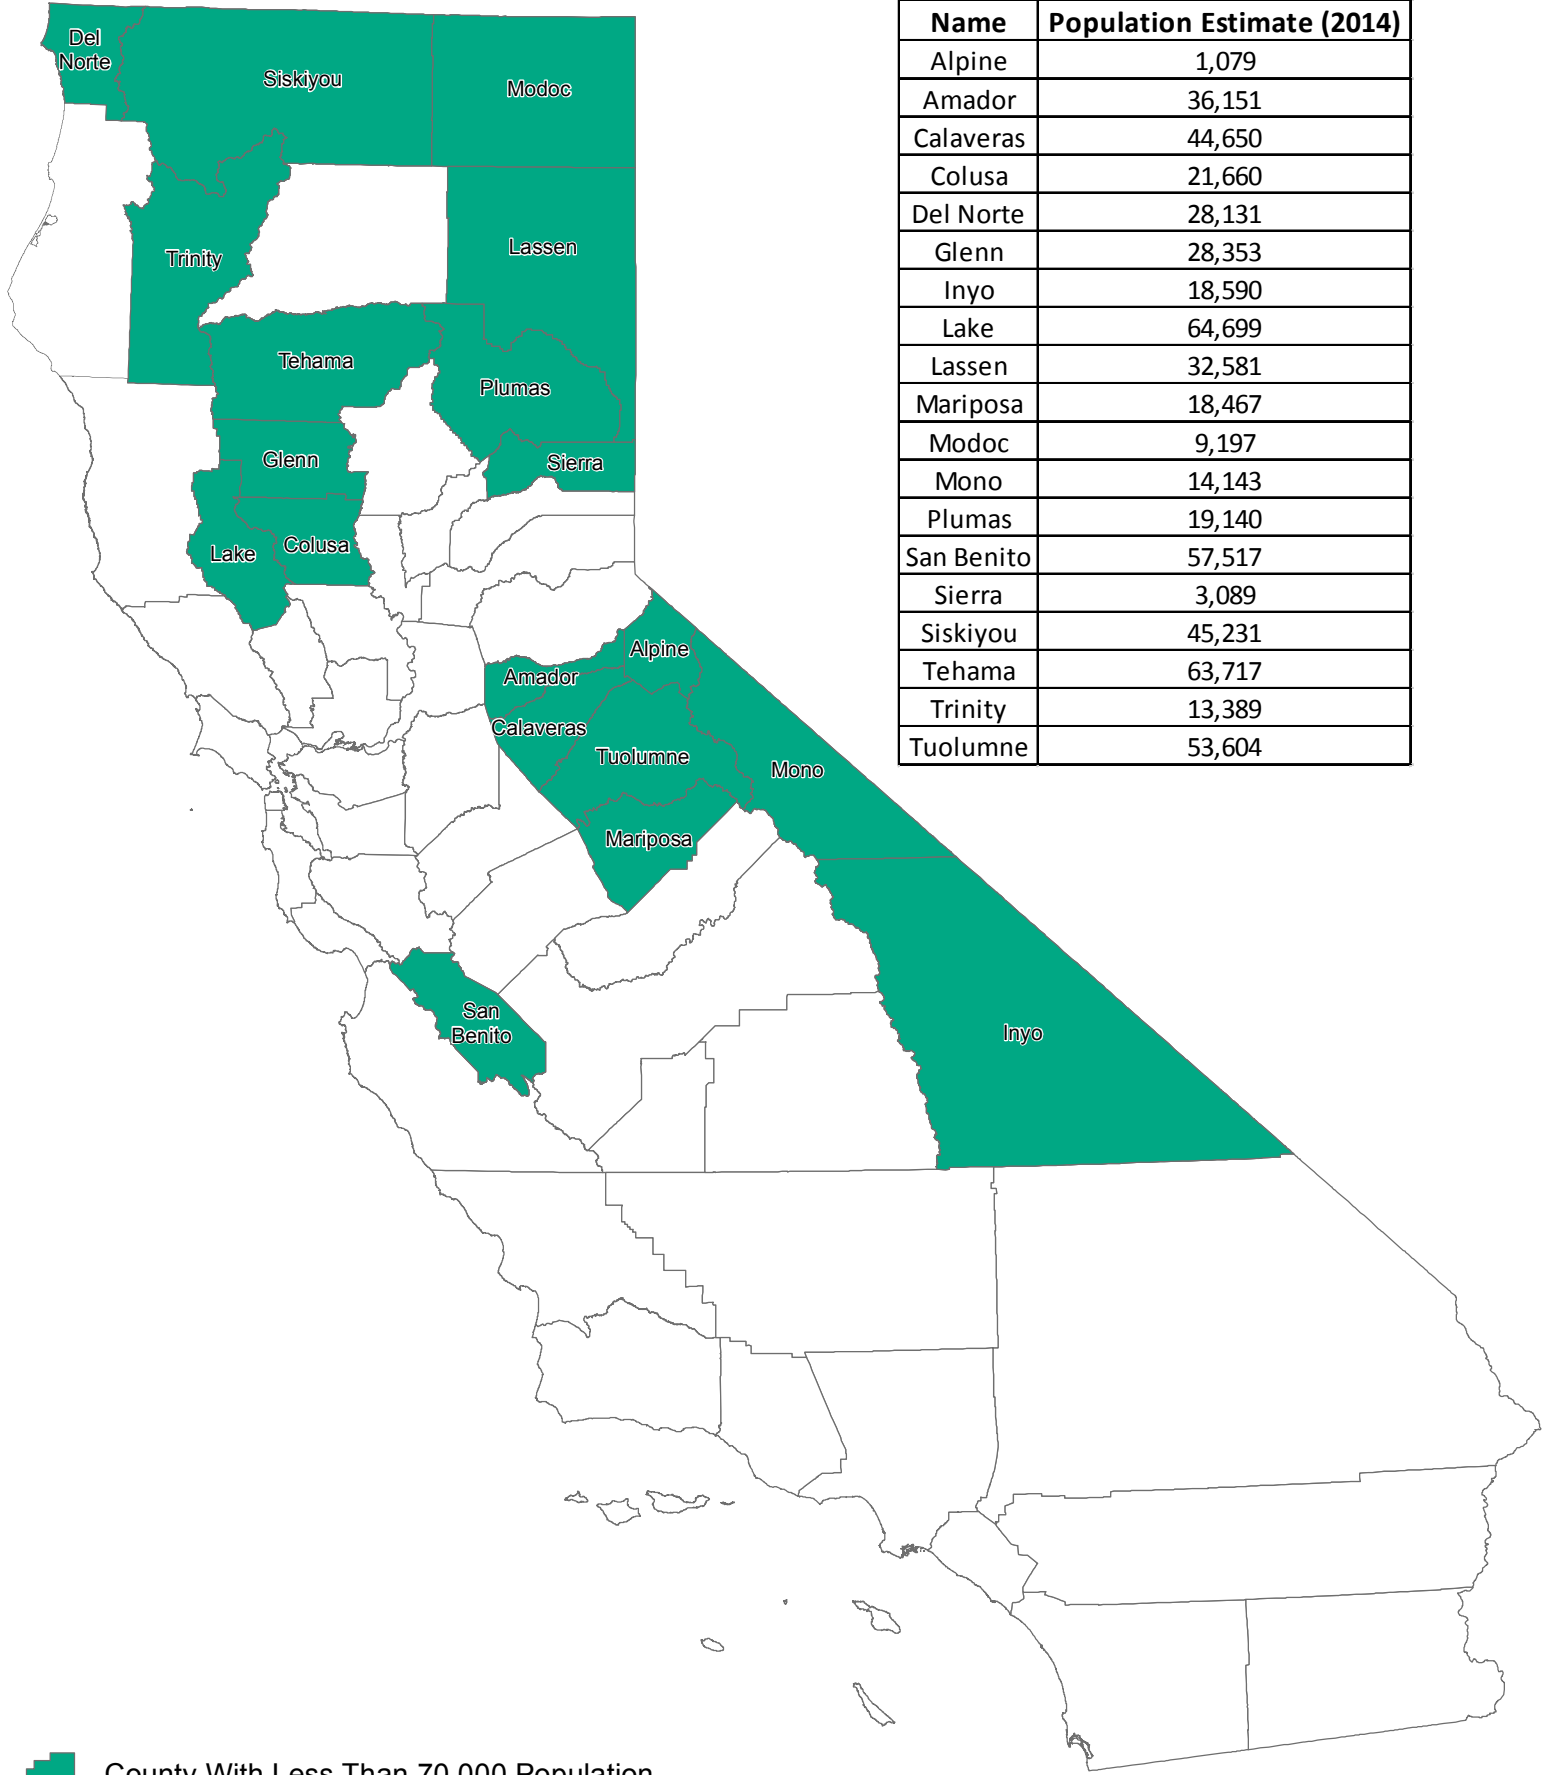 Name Population Estimate (2014)
Alpine 1,079
Amador 36,151
Calaveras 44,650
Colusa 21,660
Del Norte 28,131
Glenn 28,353
Inyo 18,590
Lake 64,699
Lassen 32,581
Mariposa 18,467
Modoc 9,197
Mono 14,143
Plumas 19,140
San Benito 57,517
Sierra 3,089
Siskiyou 45,231
Tehama 63,717
Trinity 13,389
Tuolumne 53,604
Del
Norte
Siskiyou
Modoc
Trinity
Lassen
Tehama
Plumas
Glenn
Sierra
Lake
Colusa
Alpine
Amador
Calaveras
Tuolumne
Mono
Mariposa
San
Benito
Inyo
County With Less Than 70,000 Population